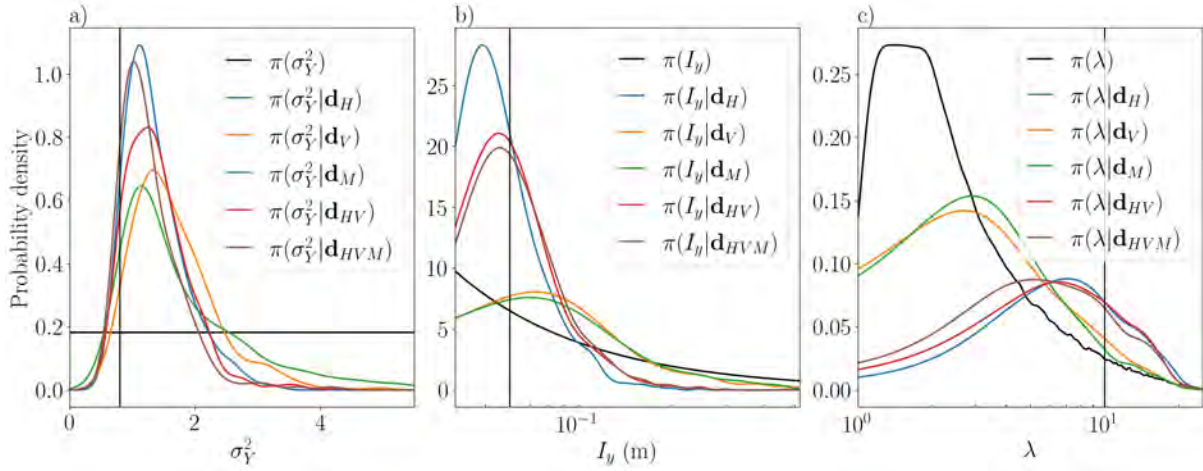 a)
Probability density
0.0
0.2
0.4
0.6
0.8
1.0
0
2
4
σ²_Y
π(σ²_Y)
π(σ²_Y|d_H)
π(σ²_Y|d_V)
π(σ²_Y|d_M)
π(σ²_Y|d_HV)
π(σ²_Y|d_HVM)
b)
0
5
10
15
20
25
10⁻¹
I_y (m)
π(I_y)
π(I_y|d_H)
π(I_y|d_V)
π(I_y|d_M)
π(I_y|d_HV)
π(I_y|d_HVM)
c)
0.00
0.05
0.10
0.15
0.20
0.25
10⁰
10¹
λ
π(λ)
π(λ|d_H)
π(λ|d_V)
π(λ|d_M)
π(λ|d_HV)
π(λ|d_HVM)